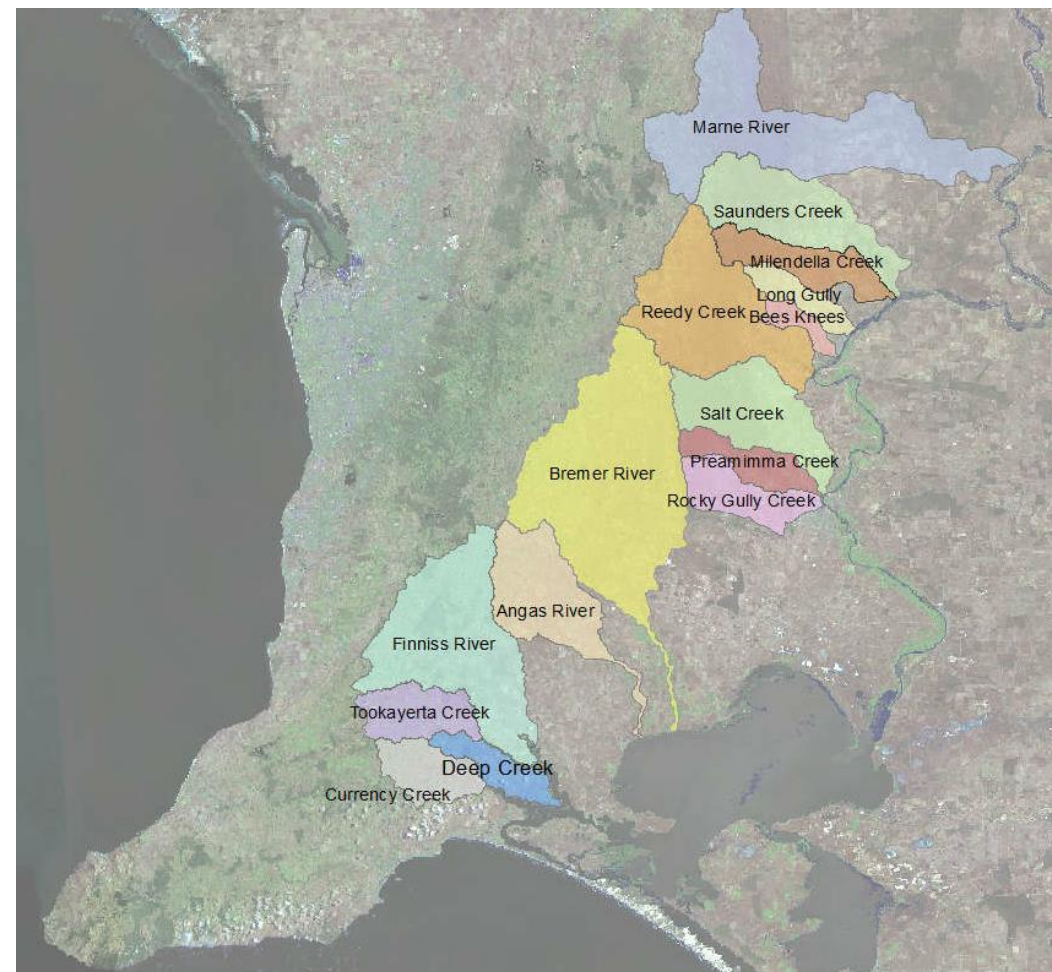 Marne River
Saunders Creek
Milendella Creek
Long Gully
Bees Knees
Reedy Creek
Salt Creek
Preamimma Creek
Bremer River
Rocky Gully Creek
Angas River
Finniss River
Tookayerta Creek
Deep Creek
Currency Creek